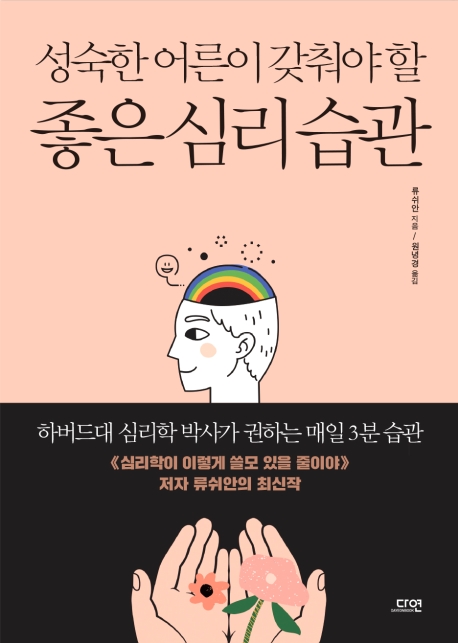 성숙한 어른이 갖춰야 할
좋은 심리 습관
류쉬안 지음 / 원녕경 옮김
하버드대 심리학 박사가 권하는 매일 3분 습관
《심리학이 이렇게 쓸모 있을 줄이야》
저자 류쉬안의 최신작
다연
DAYEONBOOK